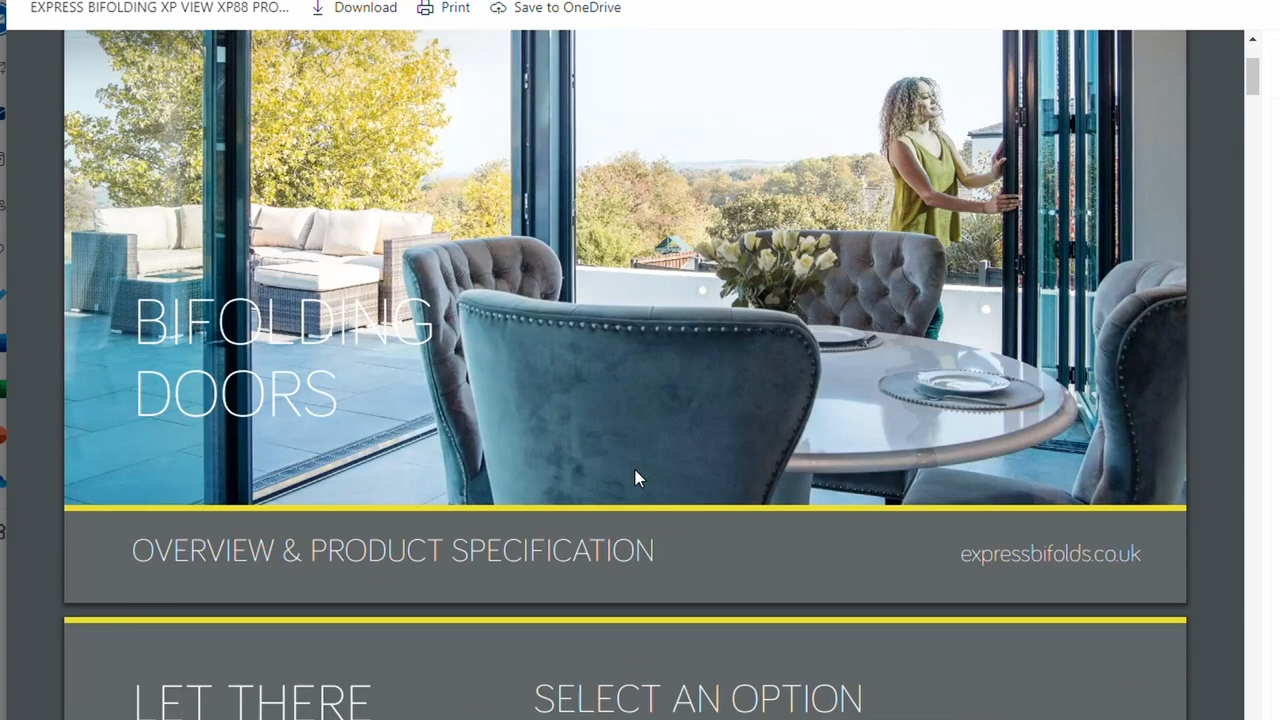 EXPRESS BIFOLDING XP VIEW XP88 PRO... Download Print Save to OneDrive
BIFOLDING
DOORS
OVERVIEW & PRODUCT SPECIFICATION
expressbifolds.co.uk
LET THERE
SELECT AN OPTION